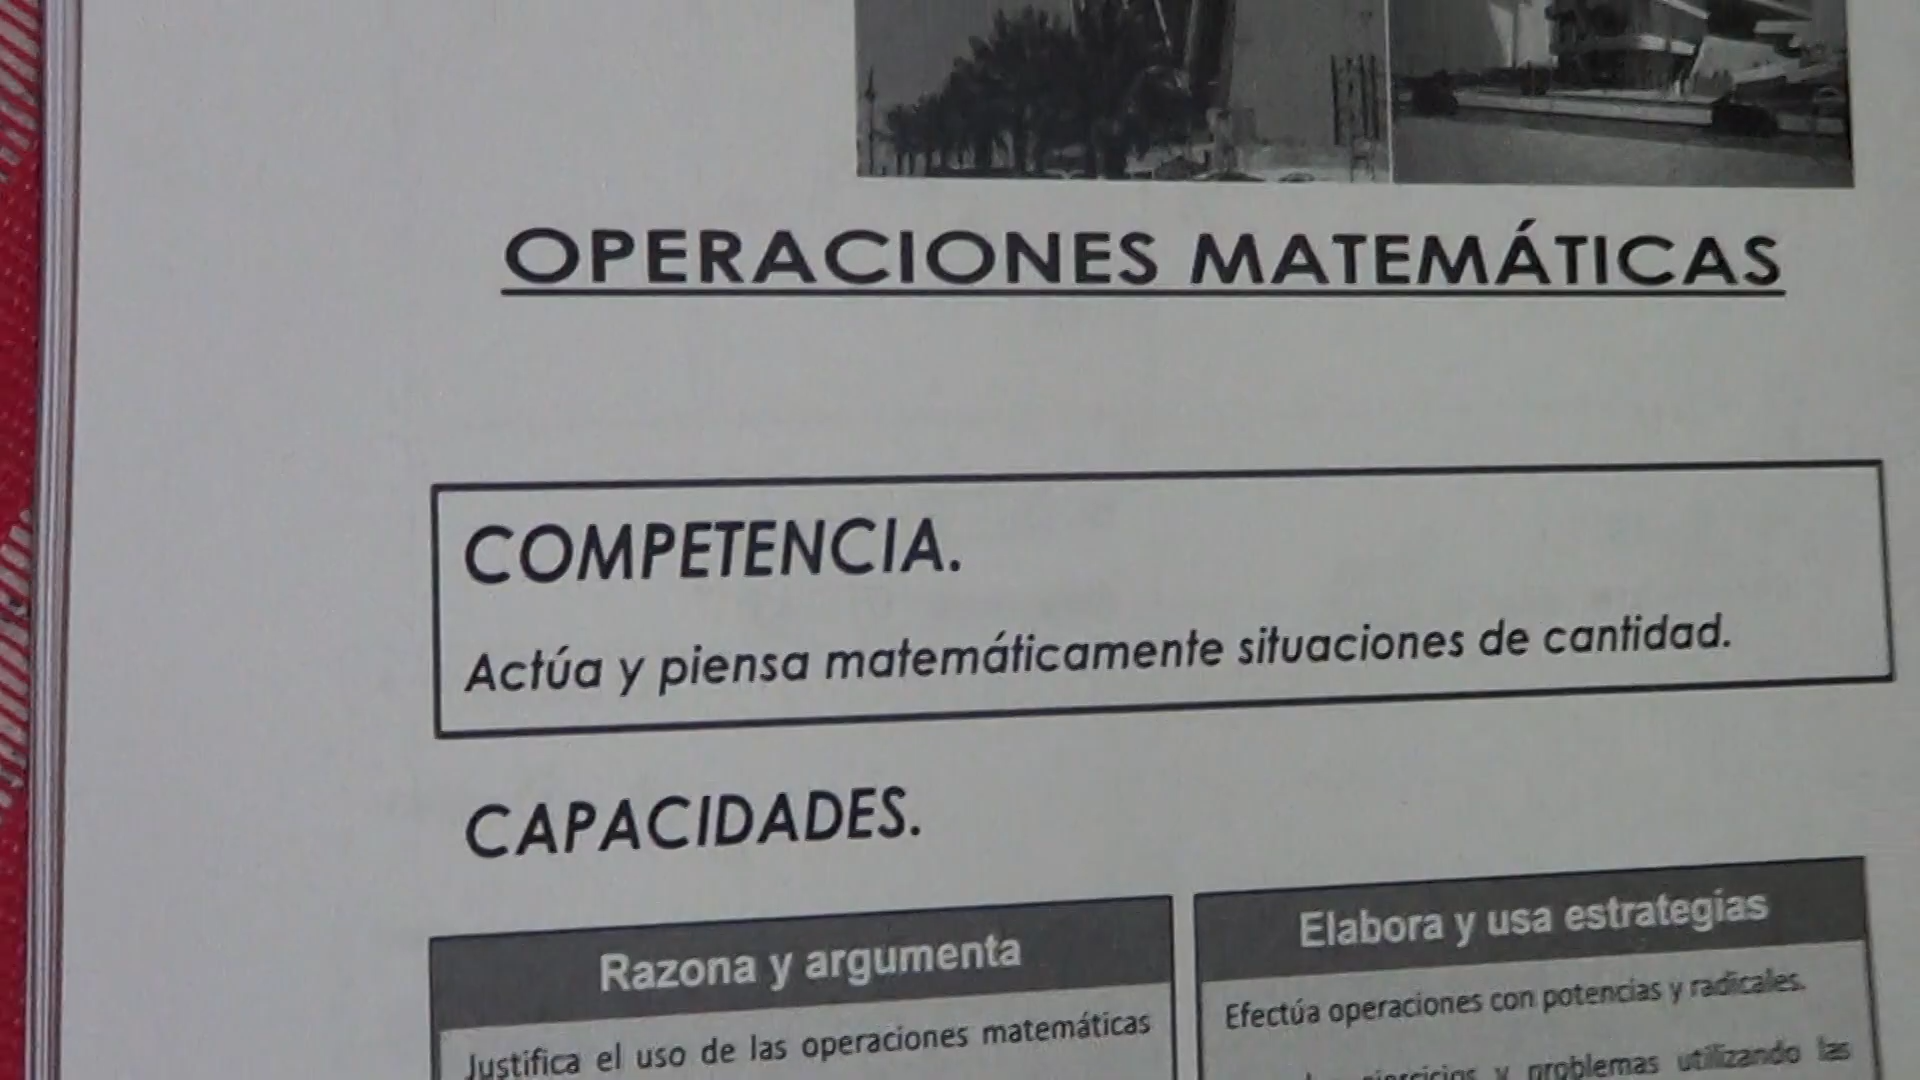 OPERACIONES MATEMÁTICAS
COMPETENCIA.
Actúa y piensa matemáticamente situaciones de cantidad.
CAPACIDADES.
Razona y argumenta
Justifica el uso de las operaciones matemáticas
Elabora y usa estrategias
Efectúa operaciones con potencias y radicales.
ejercicios y problemas utilizando las